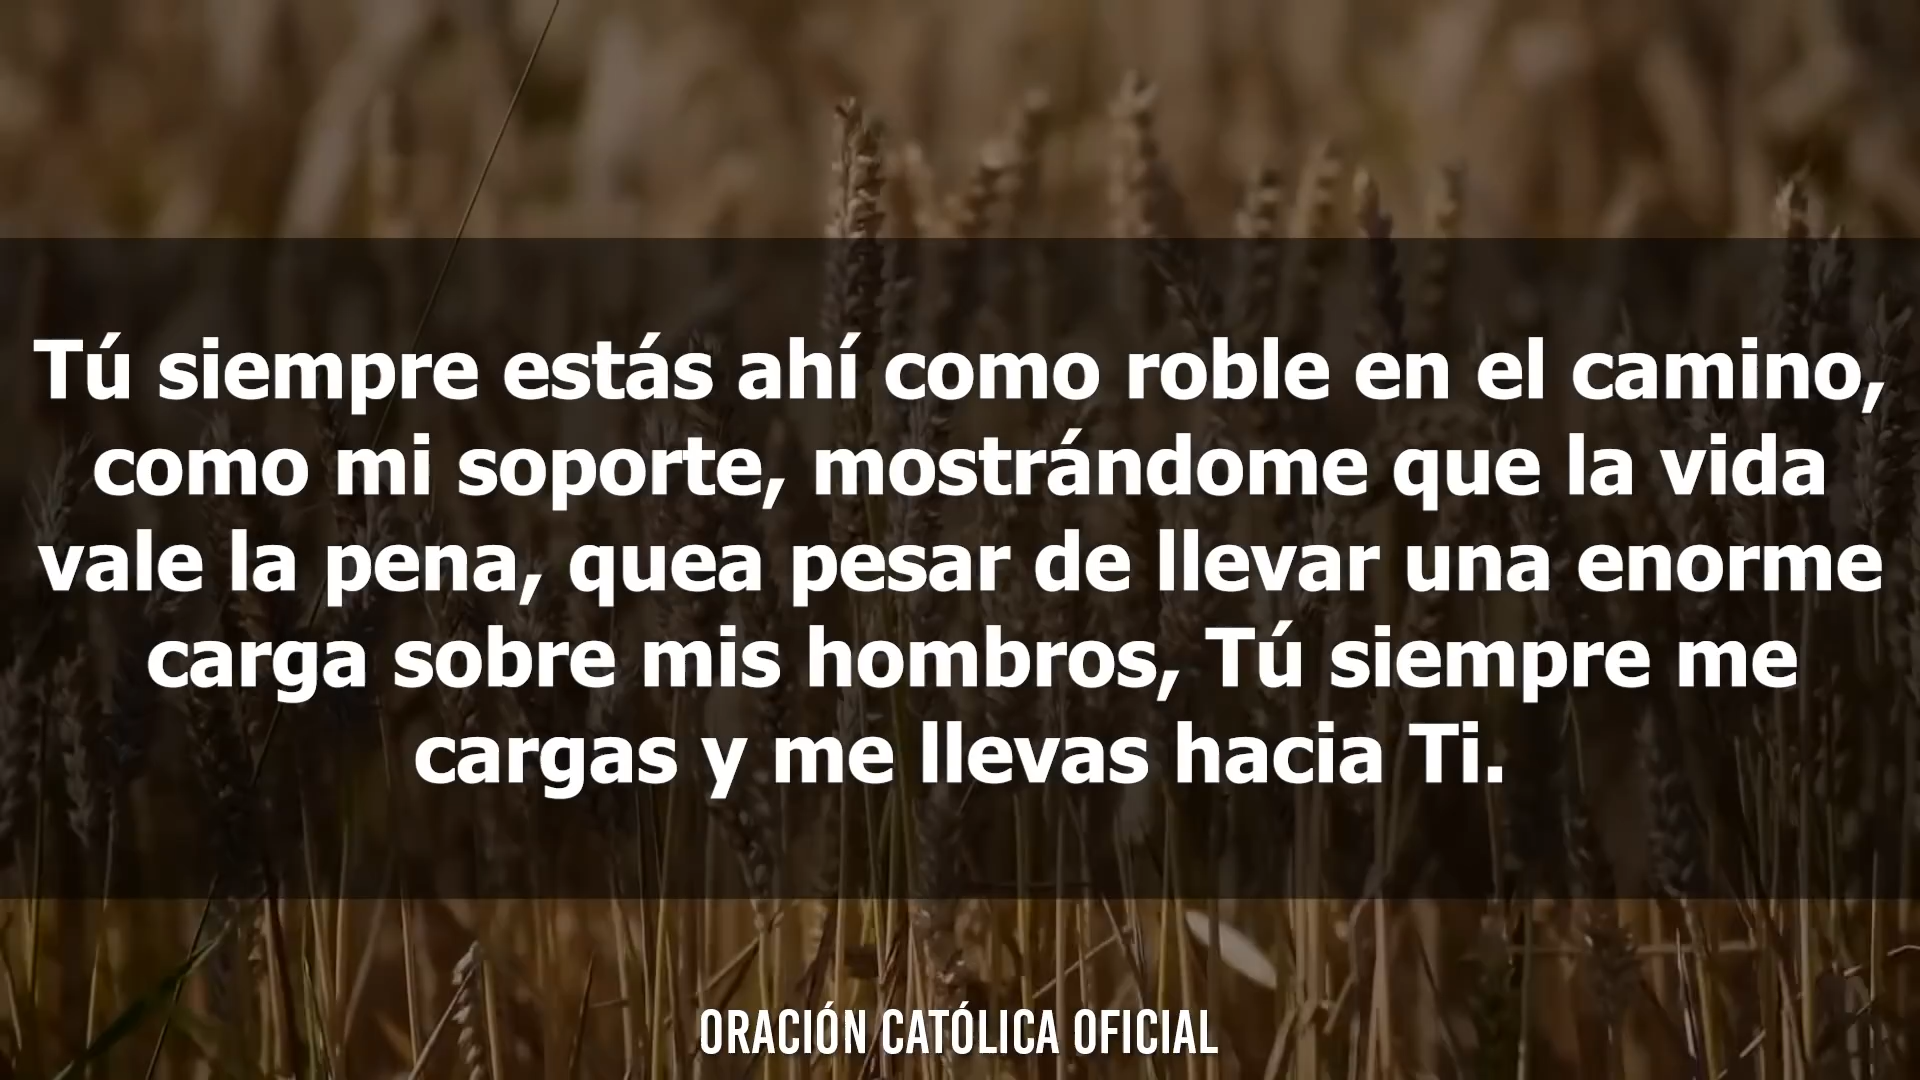 Tú siempre estás ahí como roble en el camino,
como mi soporte, mostrándome que la vida
vale la pena, quea pesar de llevar una enorme
carga sobre mis hombros, Tú siempre me
cargas y me llevas hacia Ti.
ORACIÓN CATÓLICA OFICIAL